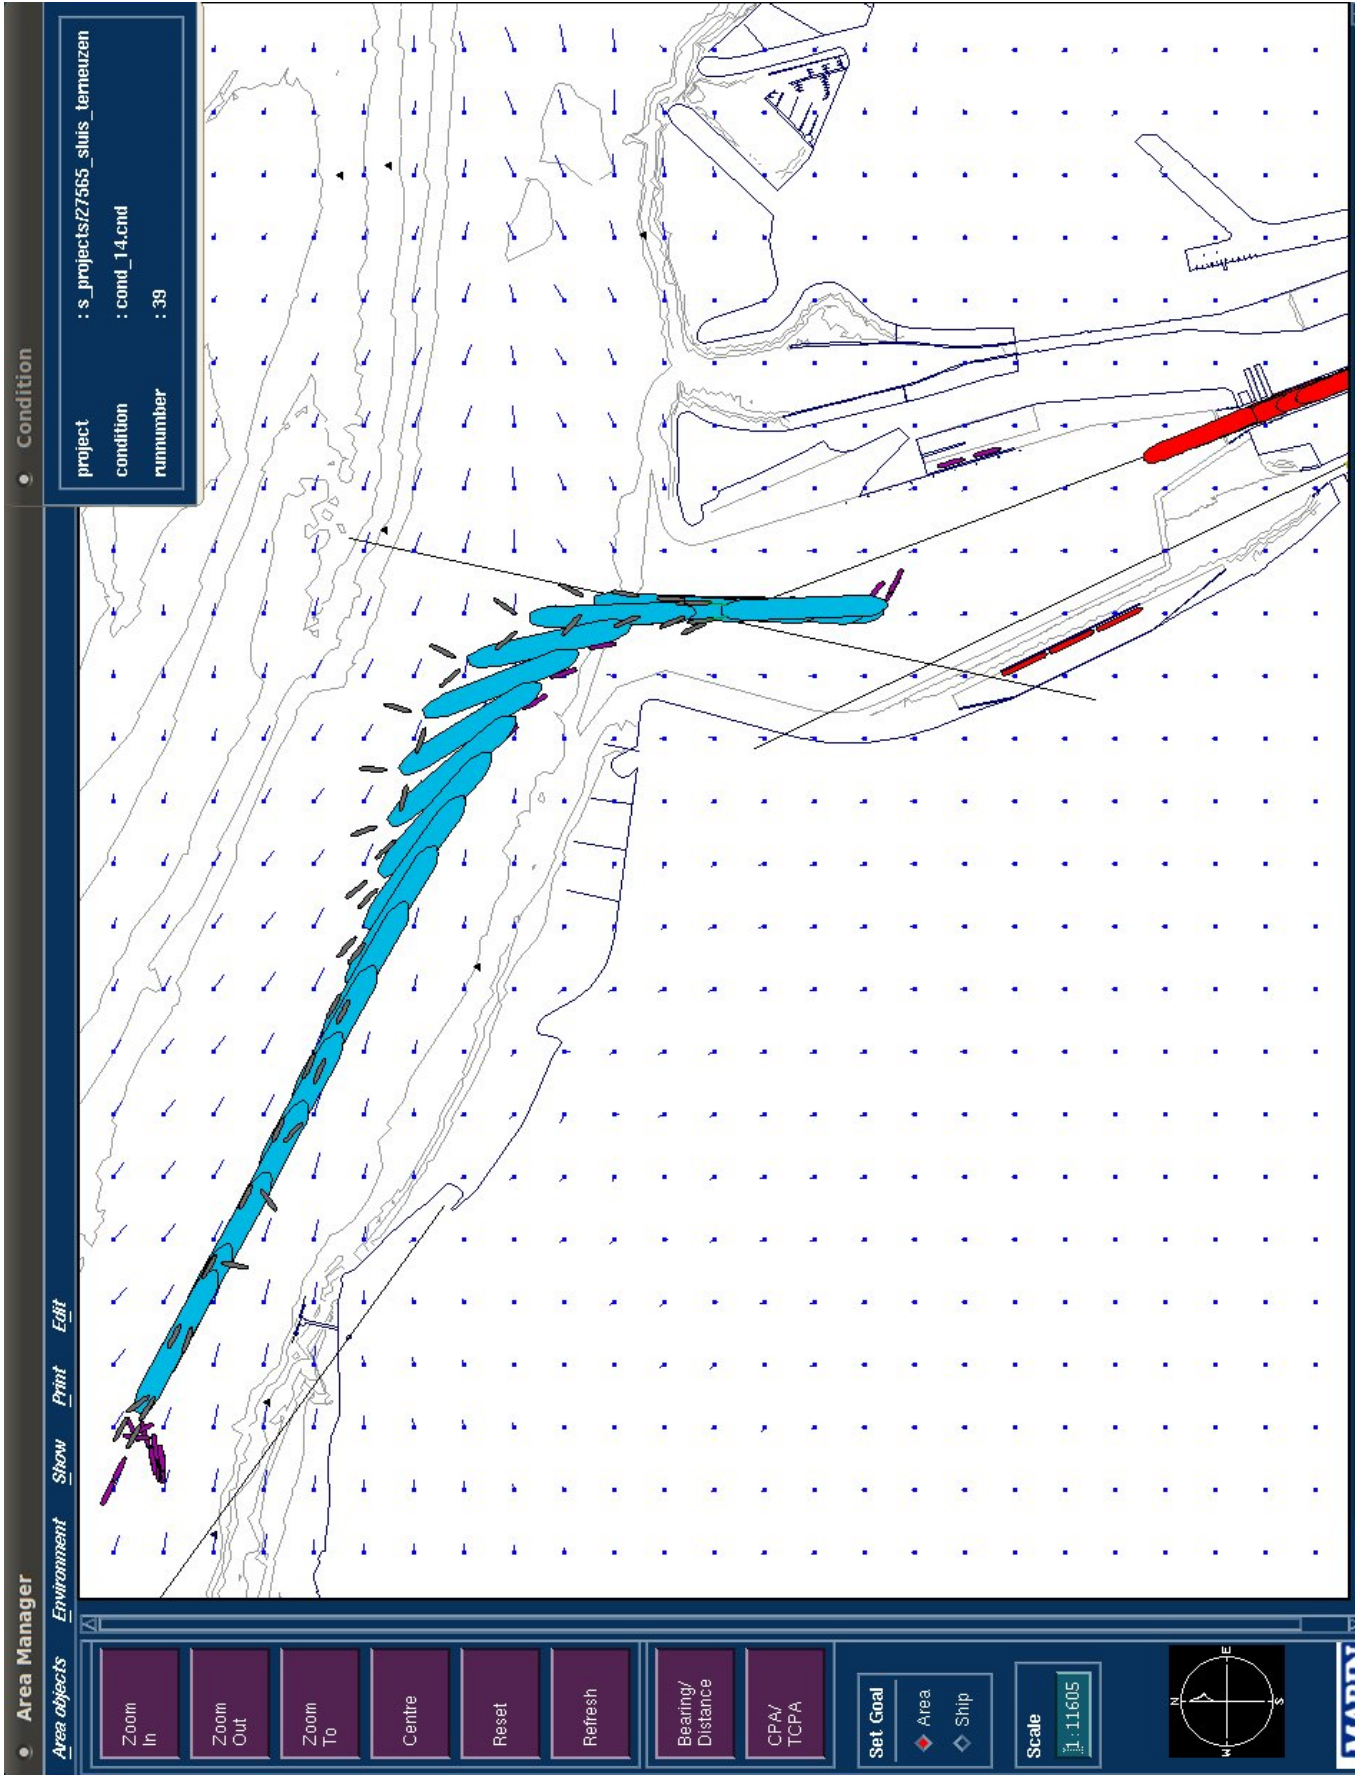 Area Manager
Condition
Area objects Environment Show Print Edit
project : s_projects/27565_sluis_terneuzen
condition : cond_14.cnd
runnumber : 39
Zoom
In
Zoom
Out
Zoom
To
Centre
Reset
Refresh
Bearing/
Distance
CPA/
TCPA
Set Goal
Area
Ship
Scale
1:11605
N
W
E
S